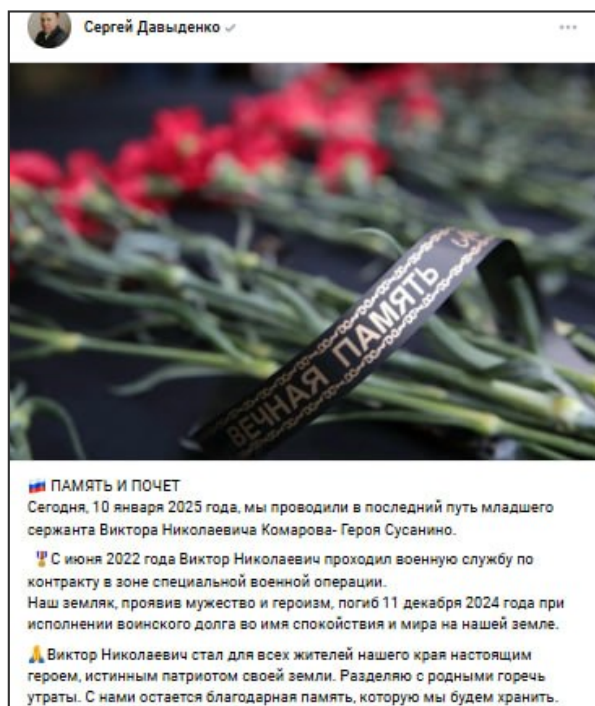 Сергей Давыденко
ВЕЧНАЯ ПАМЯТЬ
ПАМЯТЬ И ПОЧЕТ
Сегодня, 10 января 2025 года, мы проводили в последний путь младшего
сержанта Виктора Николаевича Комарова- Героя Сусанино.
С июня 2022 года Виктор Николаевич проходил военную службу по
контракту в зоне специальной военной операции.
Наш земляк, проявив мужество и героизм, погиб 11 декабря 2024 года при
исполнении воинского долга во имя спокойствия и мира на нашей земле.
Виктор Николаевич стал для всех жителей нашего края настоящим
героем, истинным патриотом своей земли. Разделяю с родными горечь
утраты. С нами остается благодарная память, которую мы будем хранить.